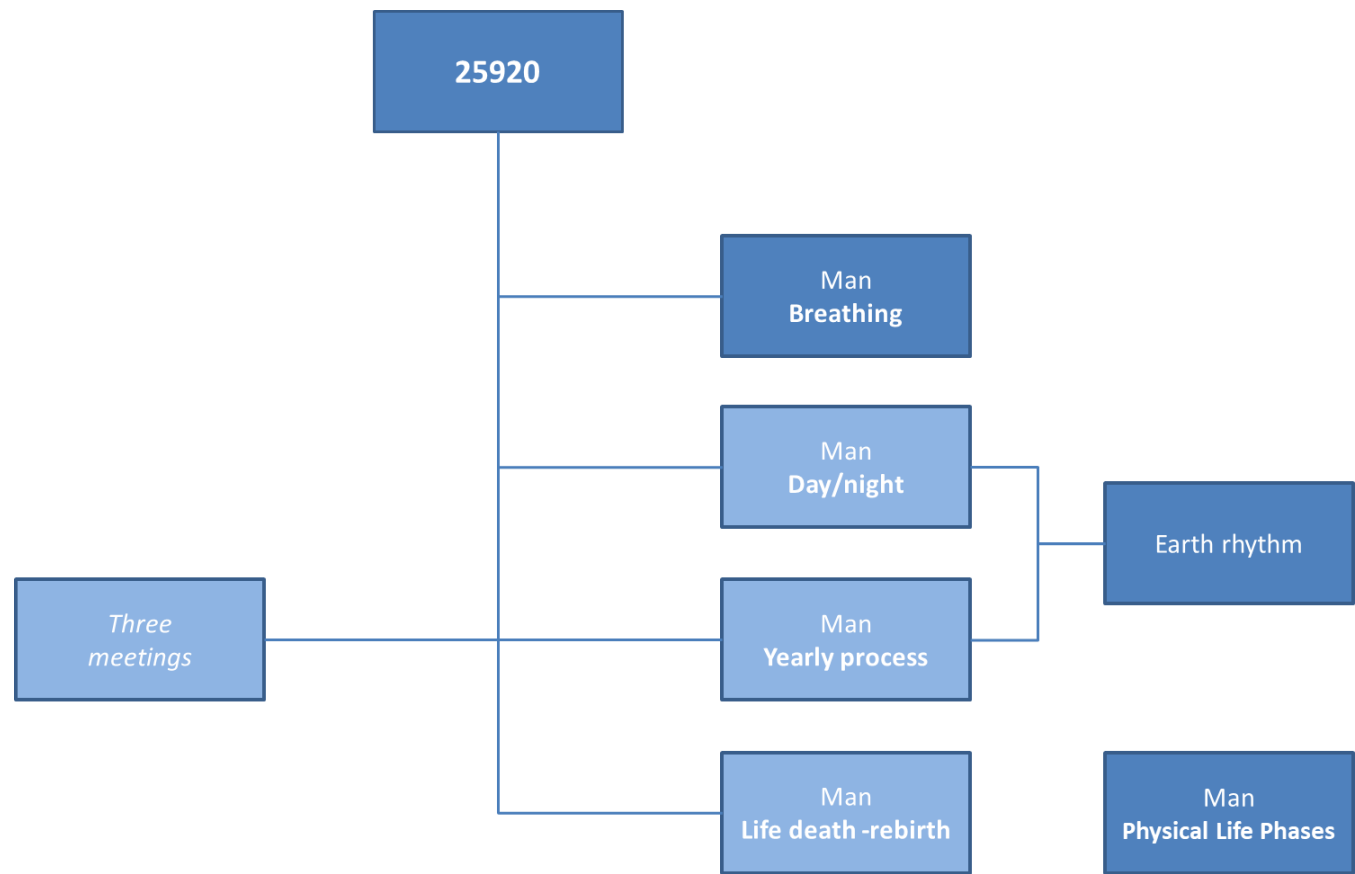 25920
Man
Breathing
Man
Day/night
Earth rhythm
Three
meetings
Man
Yearly process
Man
Life death -rebirth
Man
Physical Life Phases